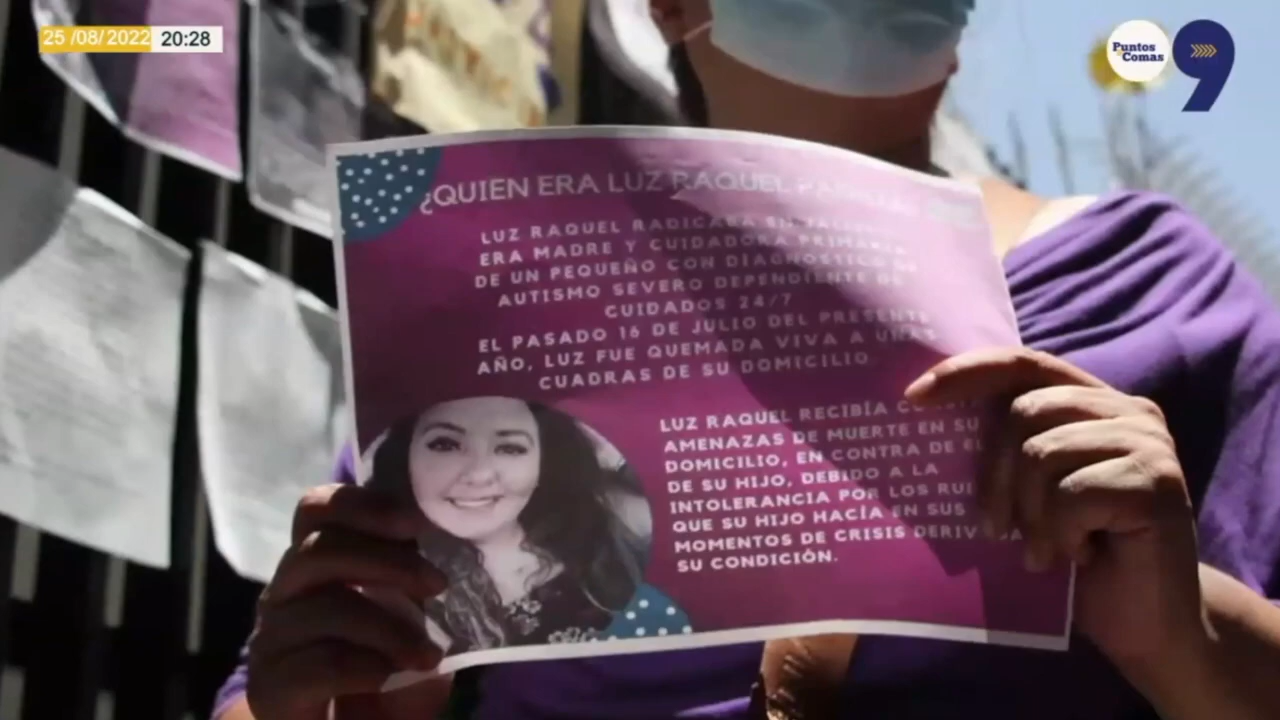 25 /08/2022 20:28
Puntos
y Comas
9
¿QUIEN ERA LUZ RAQUEL
LUZ RAQUEL RADICABA EN
ERA MADRE Y CUIDADORA PRIMARIA
DE UN PEQUEÑO CON DIAGNOSTICO DE
AUTISMO SEVERO DEPENDIENTE DE
CUIDADOS 24/7
EL PASADO 16 DE JULIO DEL PRESENTE
AÑO, LUZ FUE QUEMADA VIVA A UNAS
CUADRAS DE SU DOMICILIO
LUZ RAQUEL RECIBÍA
AMENAZAS DE MUERTE EN SU
DOMICILIO, EN CONTRA DE
DE SU HIJO, DEBIDO A LA
INTOLERANCIA POR LOS
QUE SU HIJO HACÍA EN SUS
MOMENTOS DE CRISIS
SU CONDICIÓN.